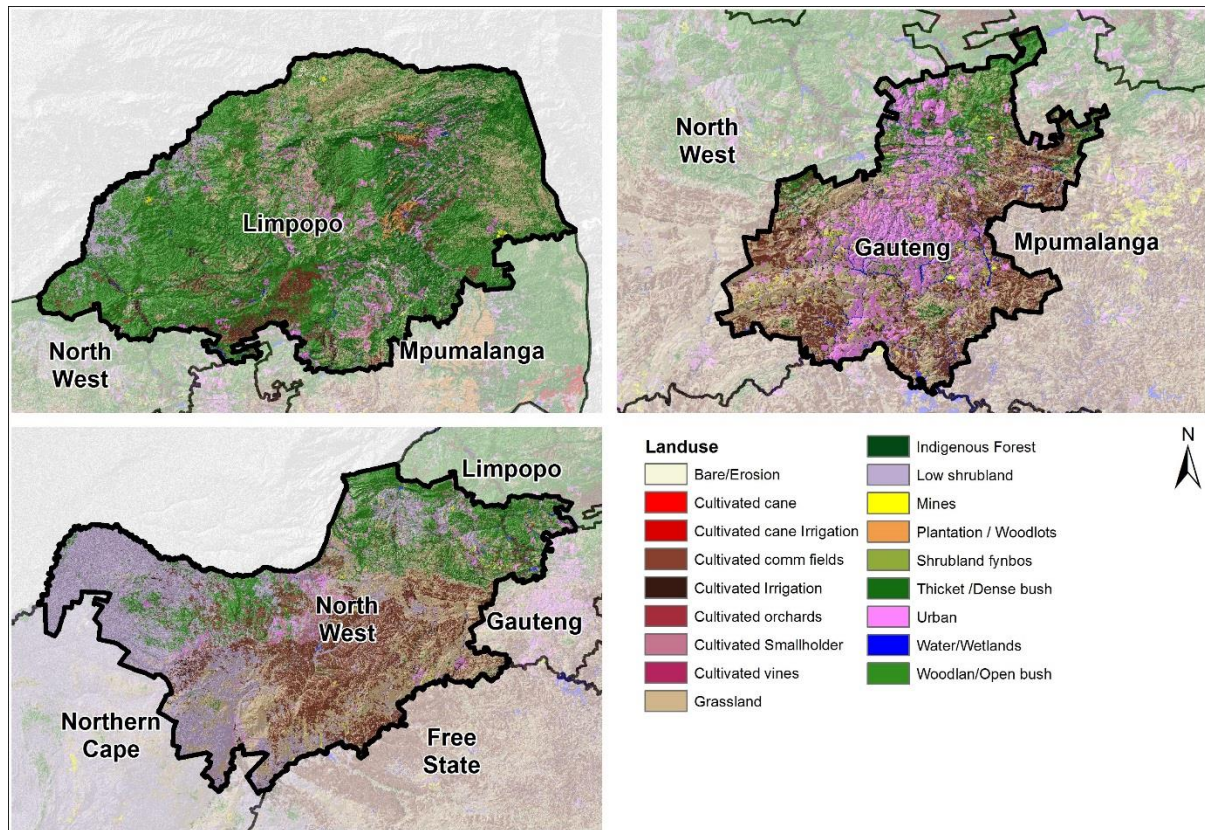 Limpopo
North
West
Mpumalanga
North
West
Gauteng
Mpumalanga
Limpopo
North
West
Gauteng
Northern
Cape
Free
State
Landuse
Bare/Erosion
Cultivated cane
Cultivated cane Irrigation
Cultivated comm fields
Cultivated Irrigation
Cultivated orchards
Cultivated Smallholder
Cultivated vines
Grassland
Indigenous Forest
Low shrubland
Mines
Plantation / Woodlots
Shrubland fynbos
Thicket /Dense bush
Urban
Water/Wetlands
Woodlan/Open bush
N